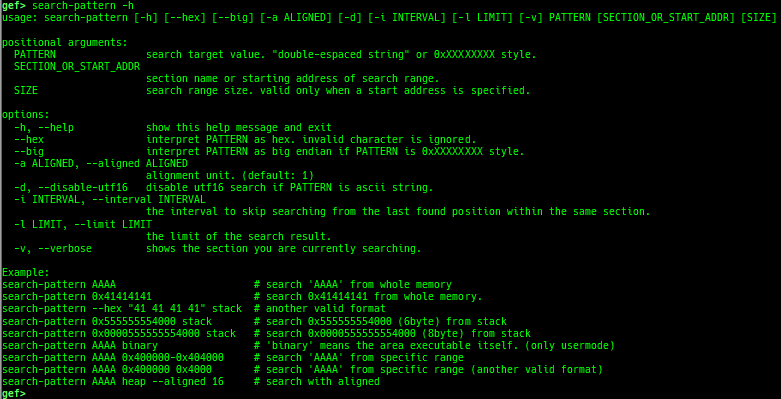 gef> search-pattern -h
usage: search-pattern [-h] [--hex] [--big] [-a ALIGNED] [-d] [-i INTERVAL] [-l LIMIT] [-v] PATTERN [SECTION_OR_START_ADDR] [SIZE]

positional arguments:
  PATTERN               search target value. "double-espaced string" or 0xXXXXXXXX style.
  SECTION_OR_START_ADDR
                        section name or starting address of search range.
  SIZE                  search range size. valid only when a start address is specified.

options:
  -h, --help            show this help message and exit
  --hex                 interpret PATTERN as hex. invalid character is ignored.
  --big                 interpret PATTERN as big endian if PATTERN is 0xXXXXXXXX style.
  -a ALIGNED, --aligned ALIGNED
                        alignment unit. (default: 1)
  -d, --disable-utf16   disable utf16 search if PATTERN is ascii string.
  -i INTERVAL, --interval INTERVAL
                        the interval to skip searching from the last found position within the same section.
  -l LIMIT, --limit LIMIT
                        the limit of the search result.
  -v, --verbose         shows the section you are currently searching.

Example:
search-pattern AAAA                       # search 'AAAA' from whole memory
search-pattern 0x41414141                 # search 0x41414141 from whole memory.
search-pattern --hex "41 41 41 41" stack  # another valid format
search-pattern 0x555555554000 stack       # search 0x555555554000 (6byte) from stack
search-pattern 0x0000555555554000 stack   # search 0x0000555555554000 (8byte) from stack
search-pattern AAAA binary                # 'binary' means the area executable itself. (only usermode)
search-pattern AAAA 0x400000-0x404000     # search 'AAAA' from specific range
search-pattern AAAA 0x400000 0x4000       # search 'AAAA' from specific range (another valid format)
search-pattern AAAA heap --aligned 16     # search with aligned
gef>